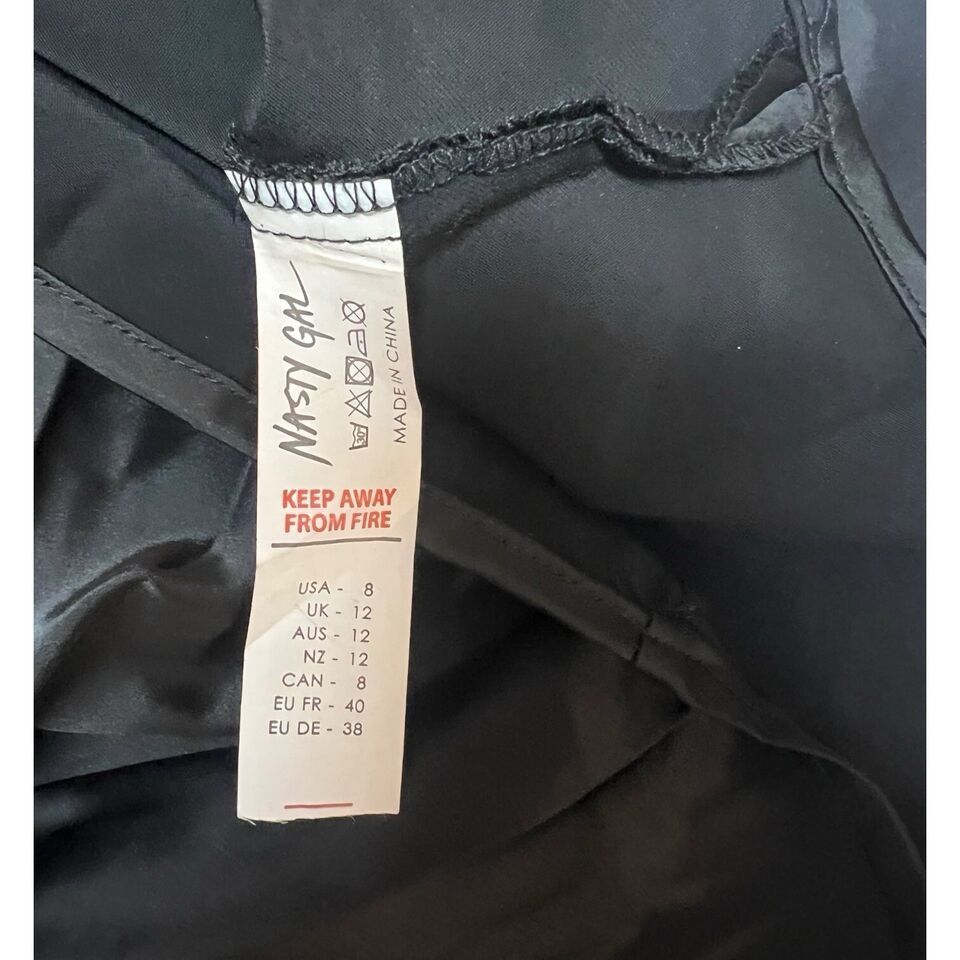 NASTY GAL
30°
MADE IN CHINA
KEEP AWAY
FROM FIRE
USA - 8
UK - 12
AUS - 12
NZ - 12
CAN - 8
EU FR - 40
EU DE - 38